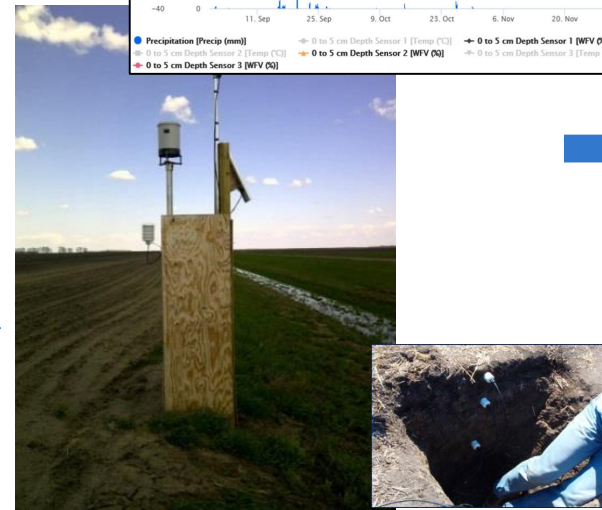 -40 0
11. Sep 25. Sep 9. Oct 23. Oct 6. Nov 20. Nov
Precipitation [Precip (mm)] 0 to 5 cm Depth Sensor 1 [Temp (°C)] 0 to 5 cm Depth Sensor 1 [WFV (%
0 to 5 cm Depth Sensor 2 [Temp (°C)] 0 to 5 cm Depth Sensor 2 [WFV (%)] 0 to 5 cm Depth Sensor 3 [Temp
0 to 5 cm Depth Sensor 3 [WFV (%)]